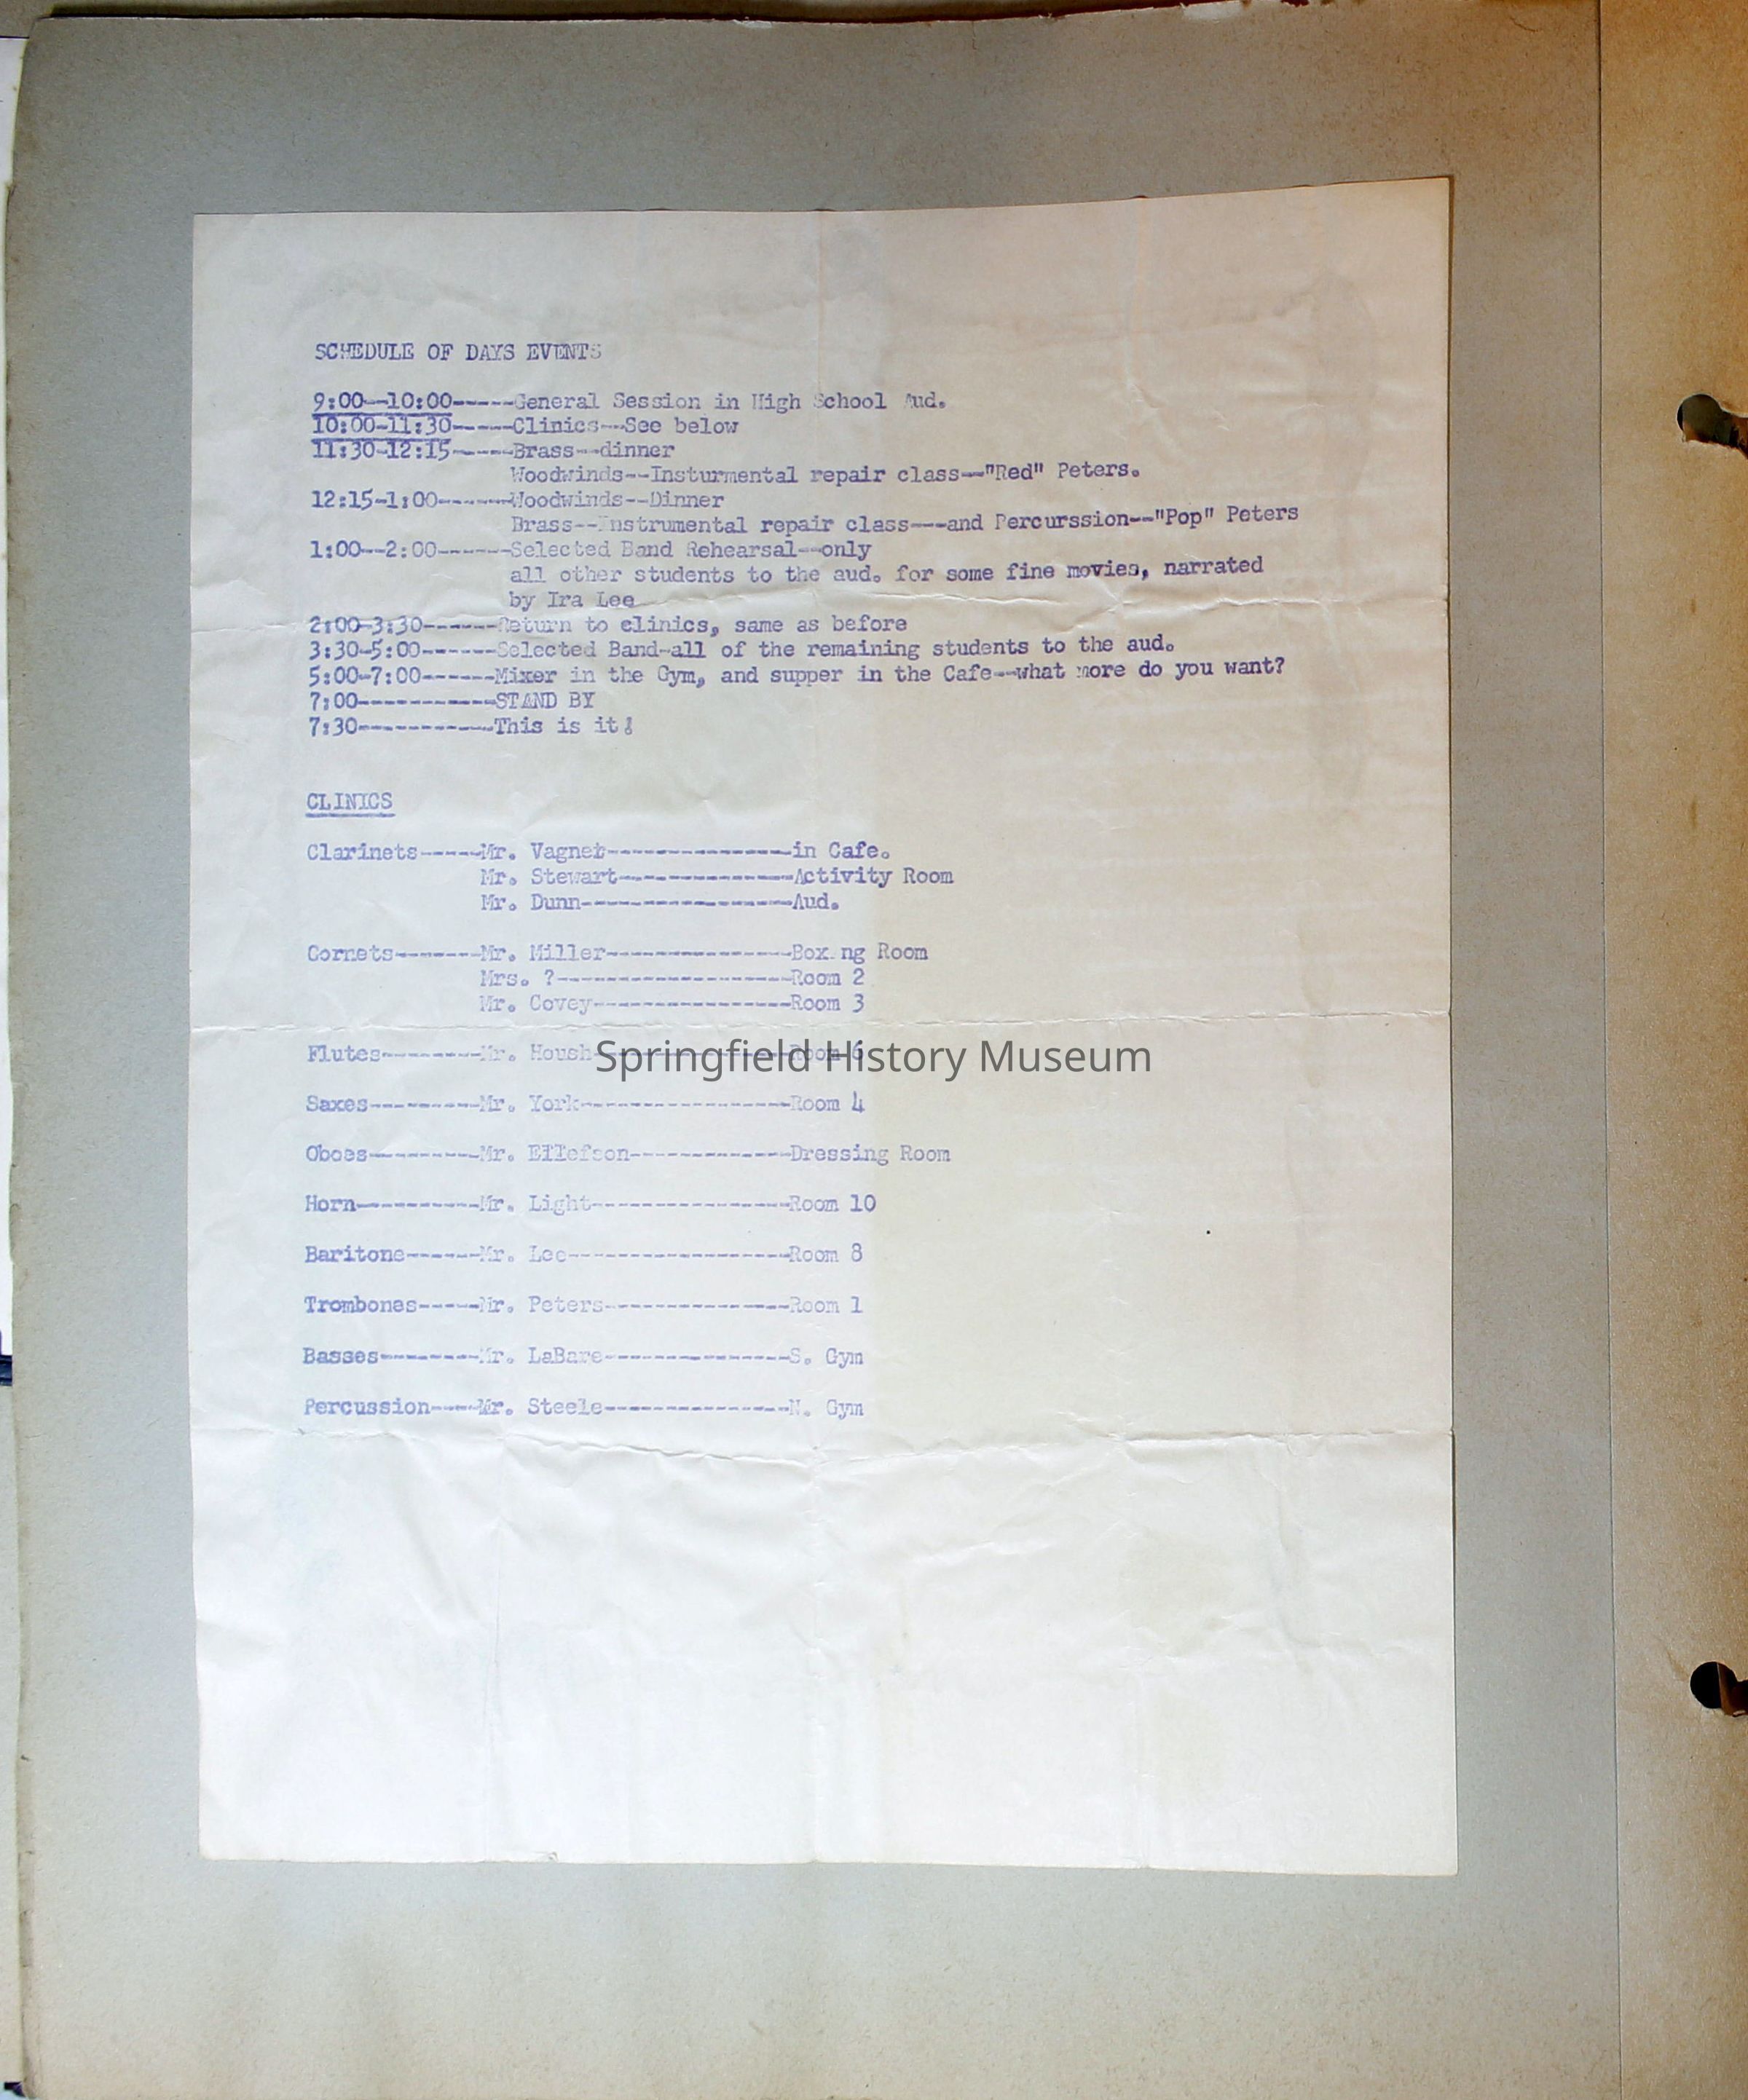 SCHEDULE OF DAYS EVENTS
9:00--10:00-----General Session in High School Aud.
10:00-11:30-----Clinics--See below
11:30-12:15-----Brass--dinner
Woodwinds--Insturmental repair class--"Red" Peters.
12:15-1:00------Woodwinds--Dinner
Brass--Instrumental repair class---and Percurssion--"Pop" Peters
1:00--2:00------Selected Band Rehearsal--only
all other students to the aud. for some fine movies, narrated
by Ira Lee
2:00-3:30------Return to clinics, same as before
3:30-5:00------Selected Band-all of the remaining students to the aud.
5:00-7:00------Mixer in the Gym, and supper in the Cafe--what more do you want?
7:00-----------STAND BY
7:30-----------This is it!
CLINICS
Clarinets-----Mr. Vagnet---------------in Cafe.
Mr. Stewart--------------Activity Room
Mr. Dunn-----------------Aud.
Cornets-------Mr. Miller---------------Boxing Room
Mrs. ?-------------------Room 2
Mr. Covey----------------Room 3
Flutes--------Mr. Housh----------------Room 6
Springfield History Museum
Saxes---------Mr. York-----------------Room 4
Oboes---------Mr. Ellefson-------------Dressing Room
Horn----------Mr. Light----------------Room 10
Baritone------Mr. Lee------------------Room 8
Trombones-----Mr. Peters---------------Room 1
Basses--------Mr. LaBare---------------S. Gym
Percussion----Mr. Steele---------------N. Gym